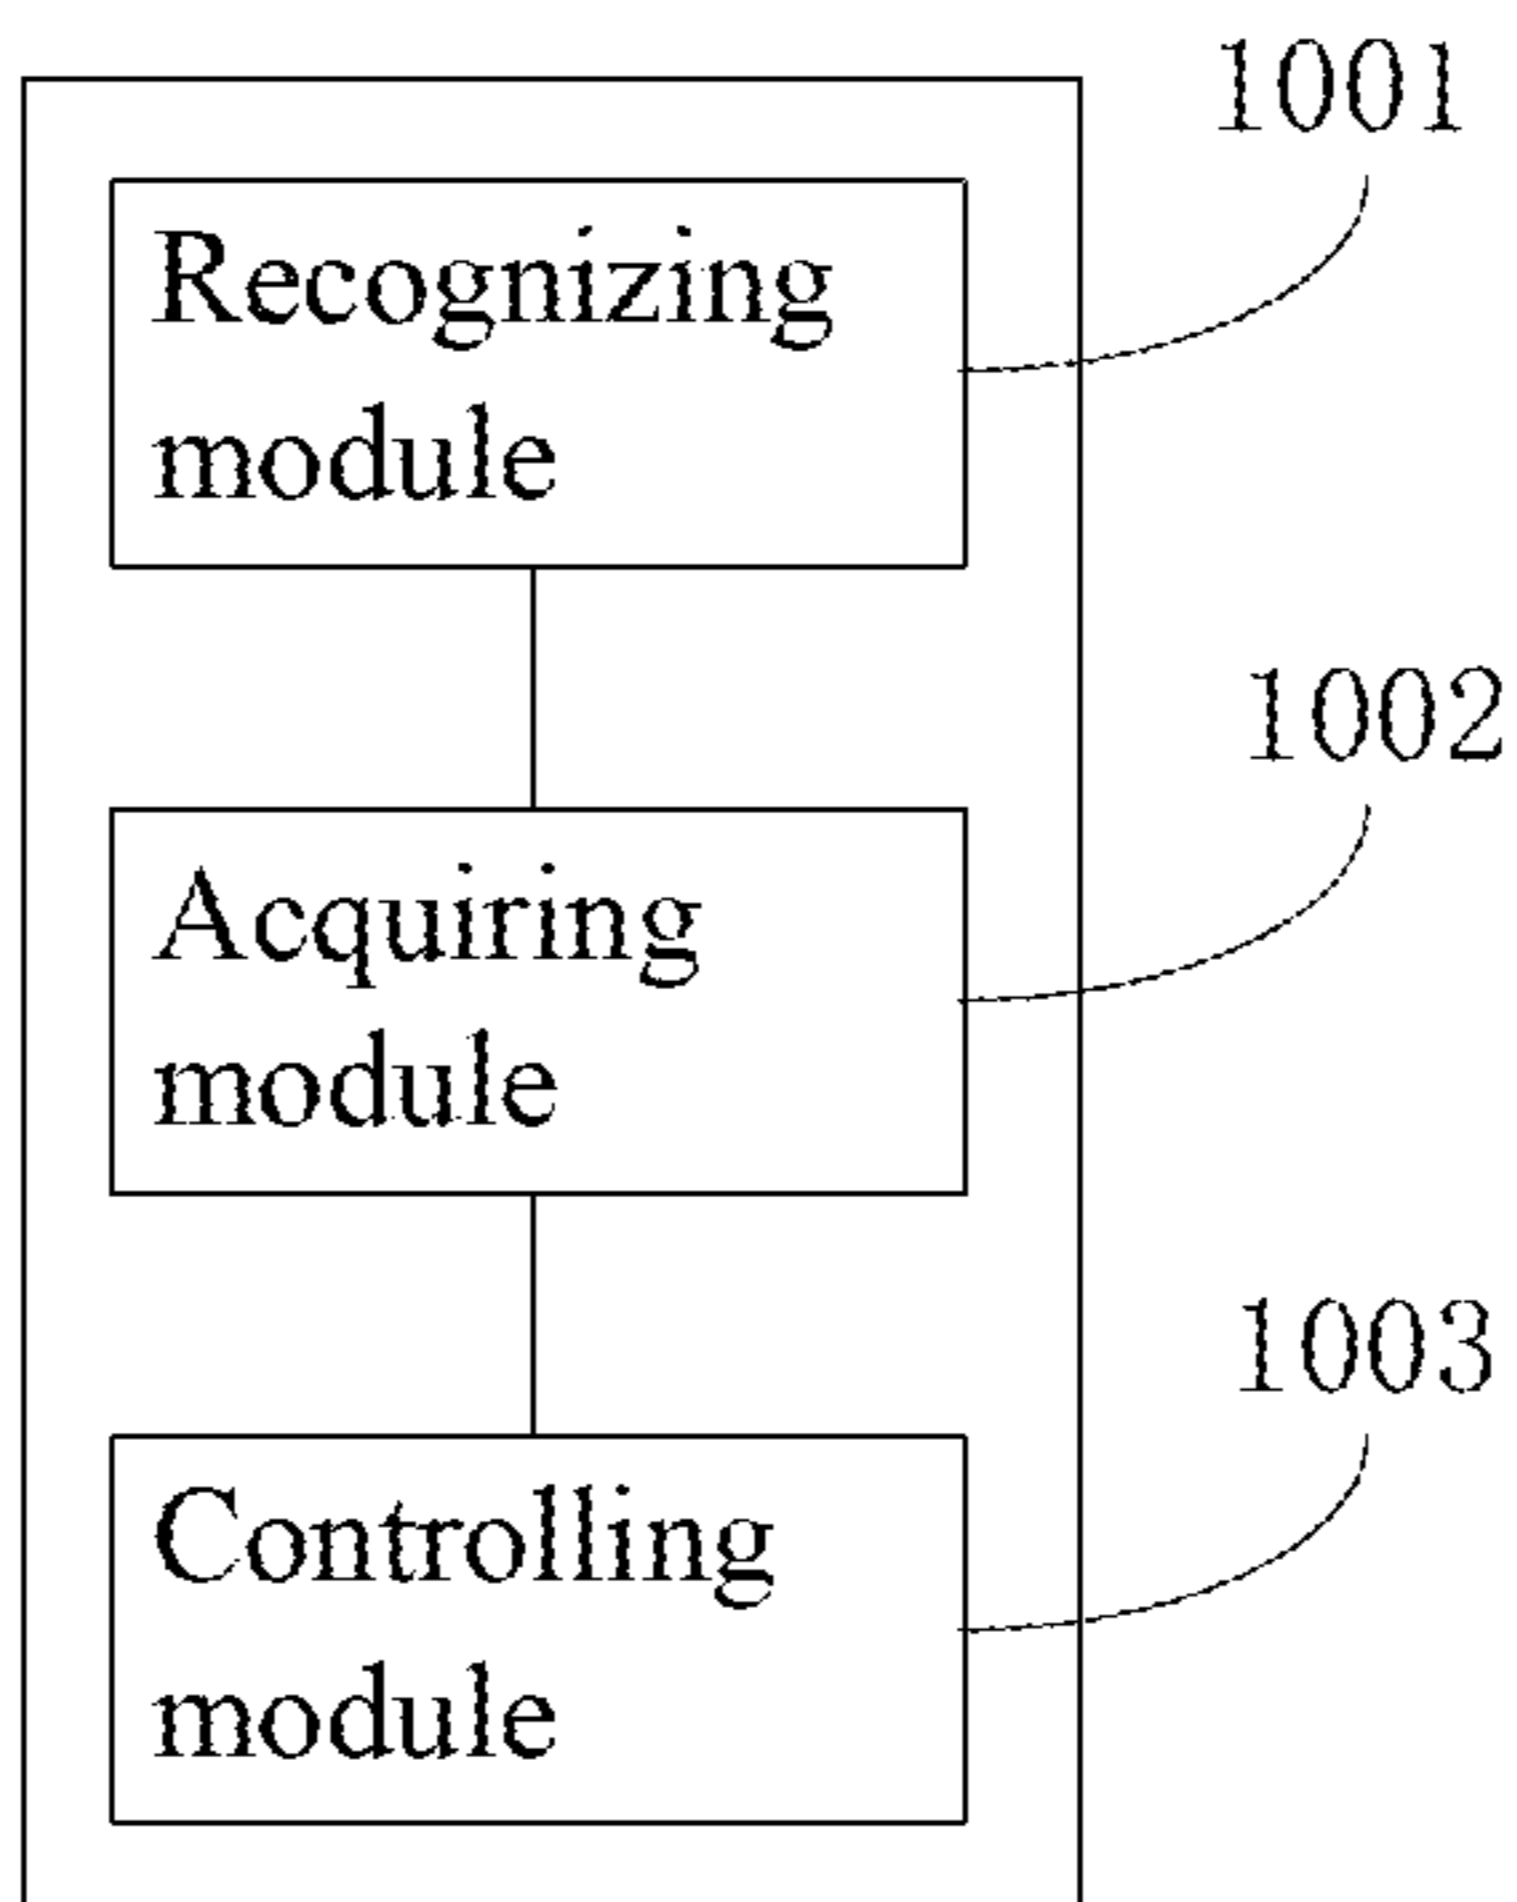 1001
Recognizing
module
1002
Acquiring
module
1003
Controlling
module